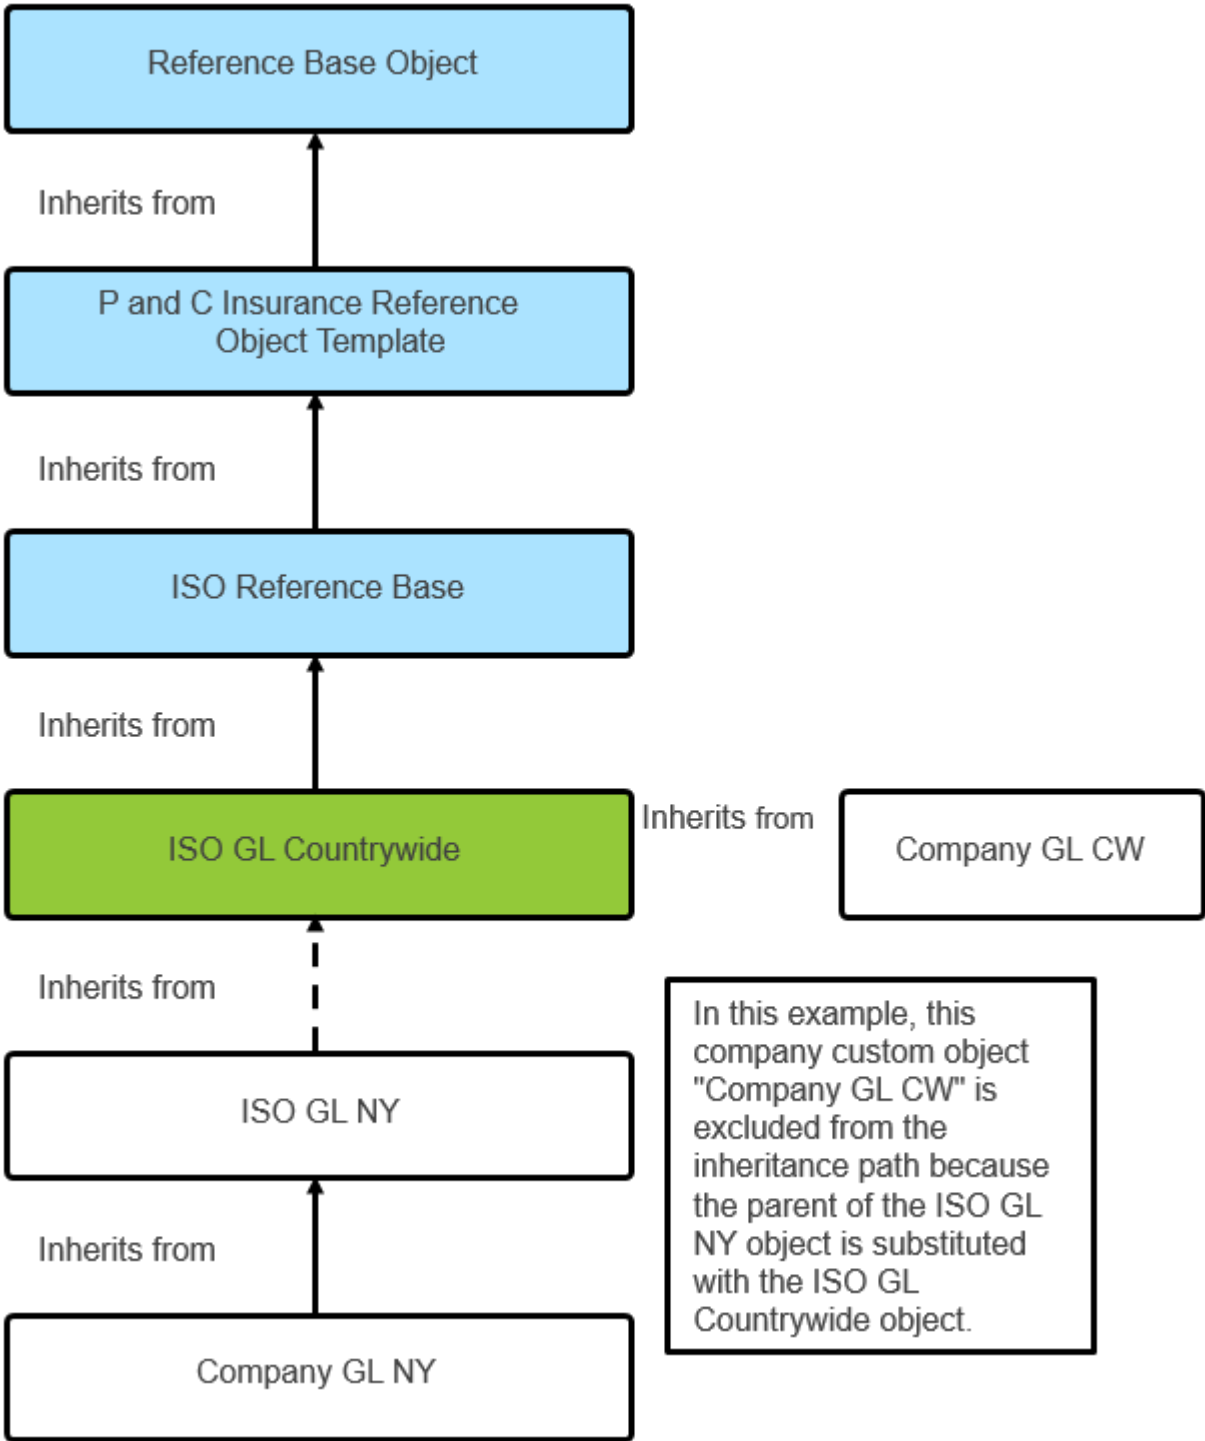 Reference Base Object
Inherits from
P and C Insurance Reference
Object Template
Inherits from
ISO Reference Base
Inherits from
ISO GL Countrywide
Inherits from
Company GL CW
Inherits from
In this example, this
company custom object
"Company GL CW" is
excluded from the
inheritance path because
the parent of the ISO GL
NY object is substituted
with the ISO GL
Countrywide object.
ISO GL NY
Inherits from
Company GL NY